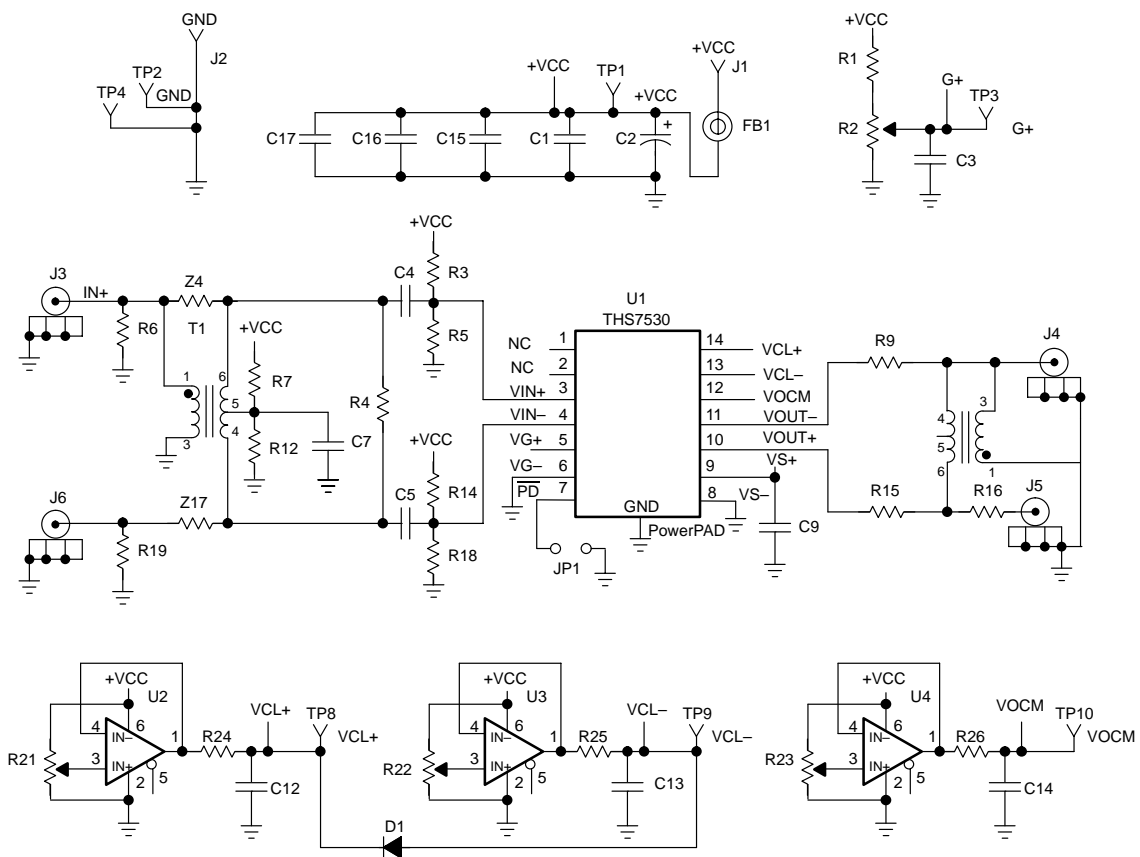 GND
J2
TP2
GND
TP4
+VCC
TP1
+VCC
+VCC
J1
FB1
C17
C16
C15
C1
C2
+
+VCC
R1
R2
G+
TP3
G+
C3
J3
IN+
R6
Z4
T1
1
3
6
5
4
+VCC
R7
R12
C7
R4
C4
+VCC
R3
R5
J6
R19
Z17
C5
+VCC
R14
R18
U1
THS7530
NC
1
NC
2
VIN+
3
VIN–
4
VG+
5
VG–
6
PD
7
JP1
GND
PowerPAD
14
VCL+
13
VCL–
12
VOCM
11
VOUT–
10
VOUT+
9
VS+
8
VS–
C9
R9
R15
R16
4
5
6
3
1
J4
J5
+VCC
U2
4
IN–
6
1
3
IN+
2
5
R21
R24
VCL+
TP8
VCL+
C12
D1
+VCC
U3
4
IN–
6
1
3
IN+
2
5
R22
R25
VCL–
TP9
VCL–
C13
+VCC
U4
4
IN–
6
1
3
IN+
2
5
R23
R26
VOCM
TP10
VOCM
C14